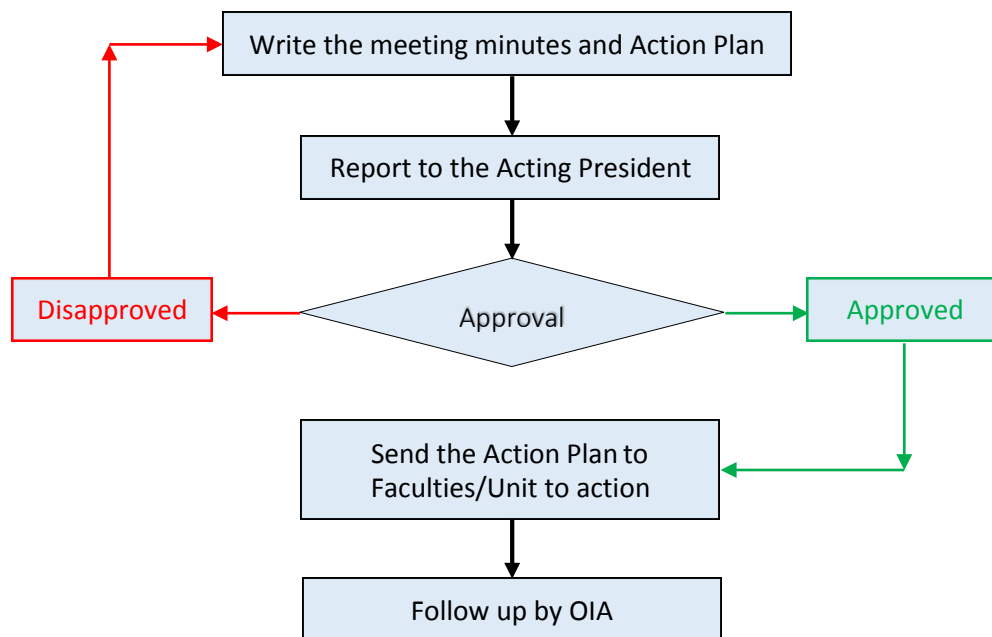 Write the meeting minutes and Action Plan
Report to the Acting President
Disapproved
Approval
Approved
Send the Action Plan to
Faculties/Unit to action
Follow up by OIA